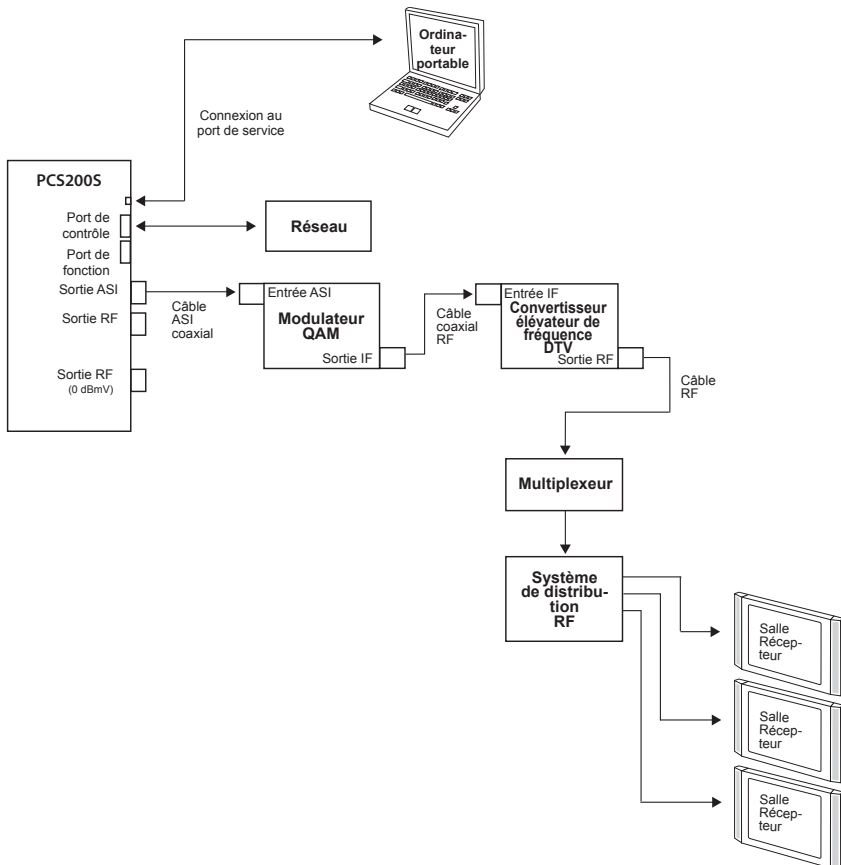 Ordina-
teur
portable
Connexion au
port de service
PCS200S
Port de
contrôle
Port de
fonction
Sortie ASI
Sortie RF
Sortie RF
(0 dBmV)
Réseau
Câble
ASI
coaxial
Entrée ASI
Modulateur
QAM
Sortie IF
Câble
coaxial
RF
Entrée IF
Convertisseur
élévateur de
fréquence
DTV
Sortie RF
Câble
RF
Multiplexeur
Système
de distribu-
tion
RF
Salle
Récep-
teur
Salle
Récep-
teur
Salle
Récep-
teur